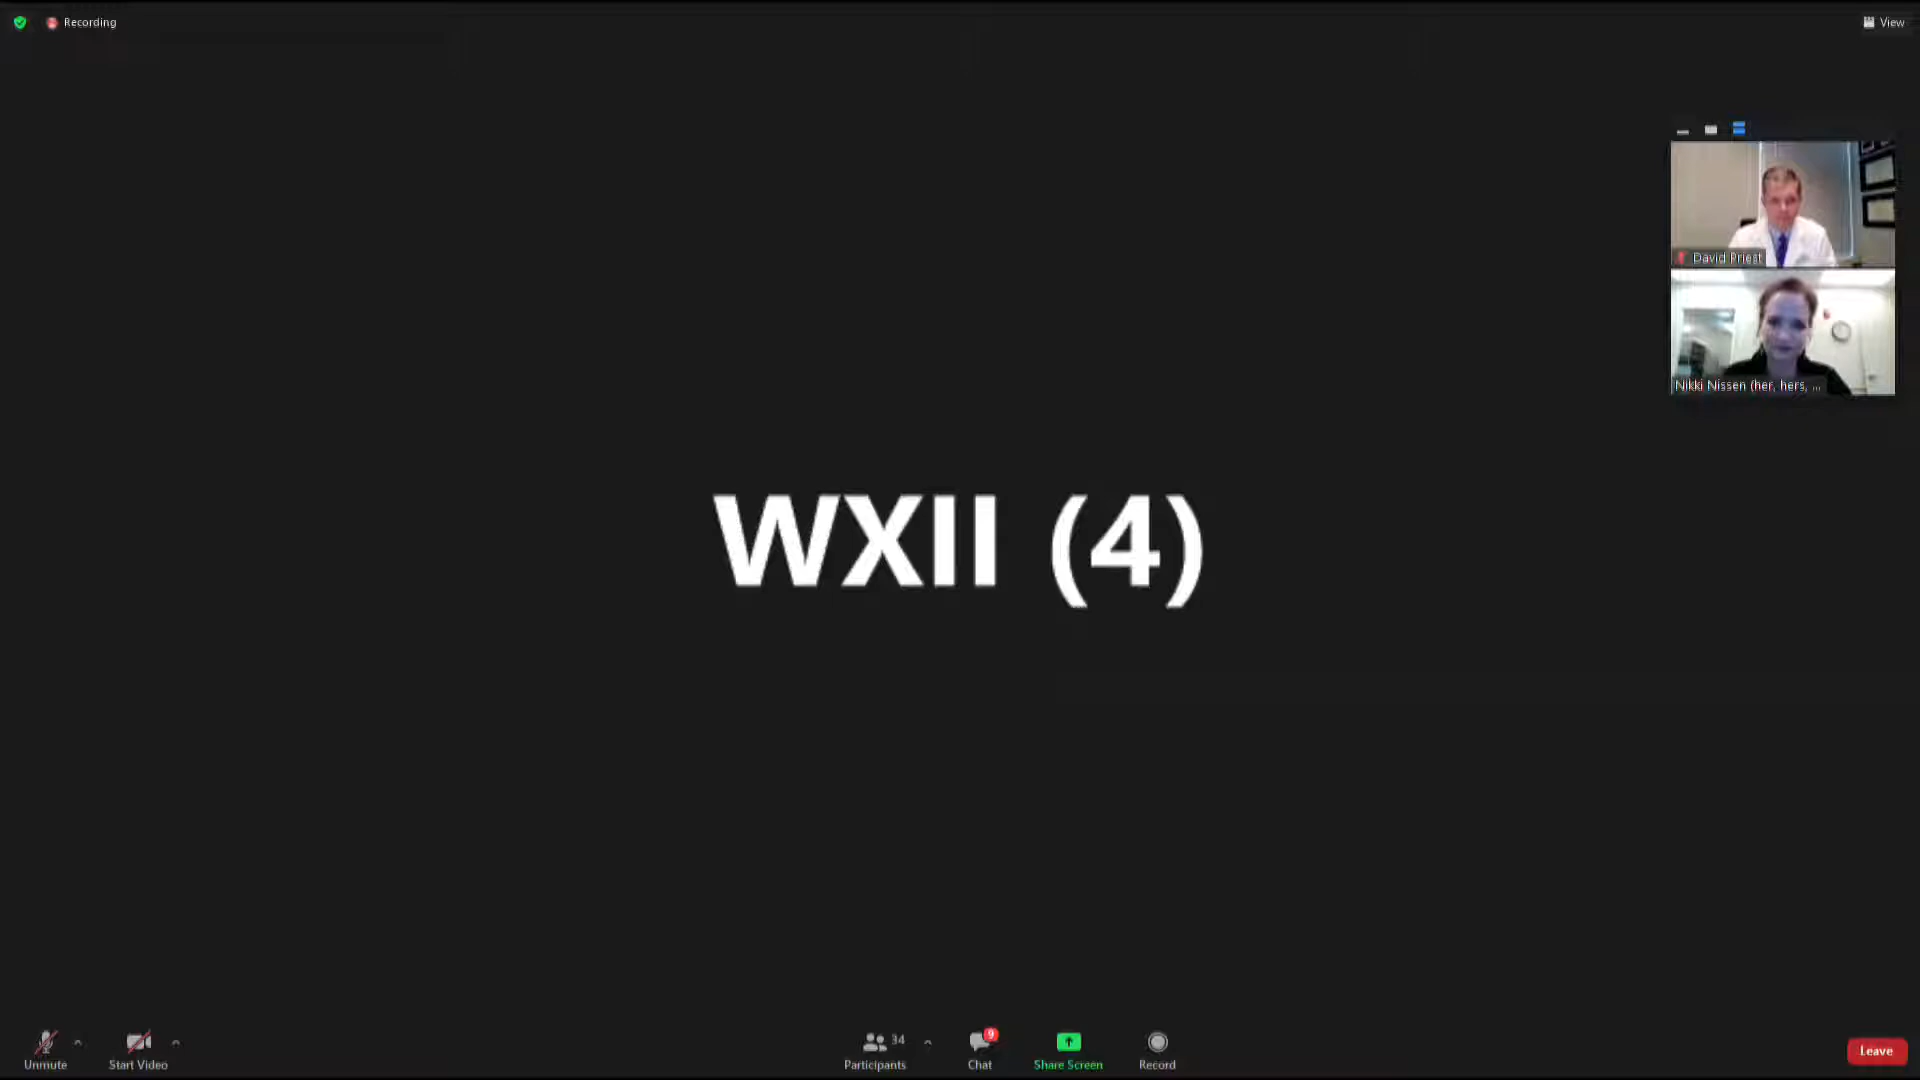 Recording
View
David Priest
Nikki Nissen (her, hers, ...
WXII (4)
Unmute
Start Video
34
Participants
9
Chat
Share Screen
Record
Leave